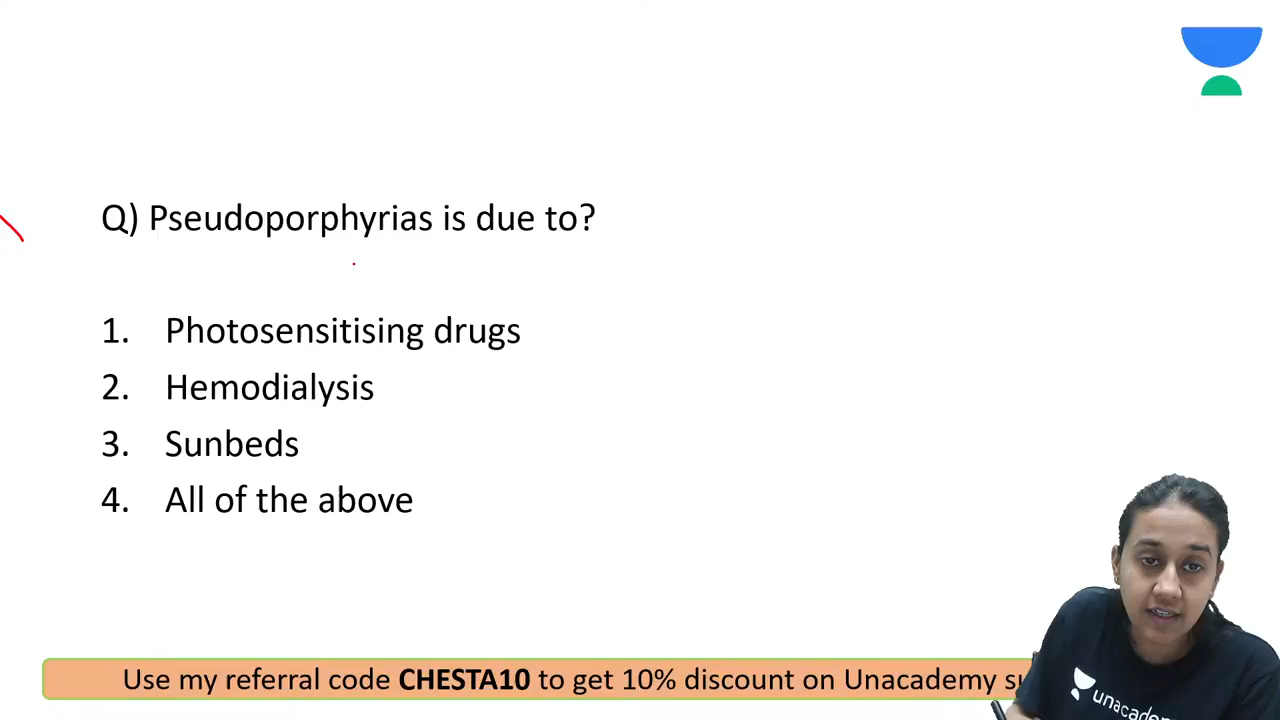 Q) Pseudoporphyrias is due to?
1. Photosensitising drugs
2. Hemodialysis
3. Sunbeds
4. All of the above
Use my referral code CHESTA10 to get 10% discount on Unacademy